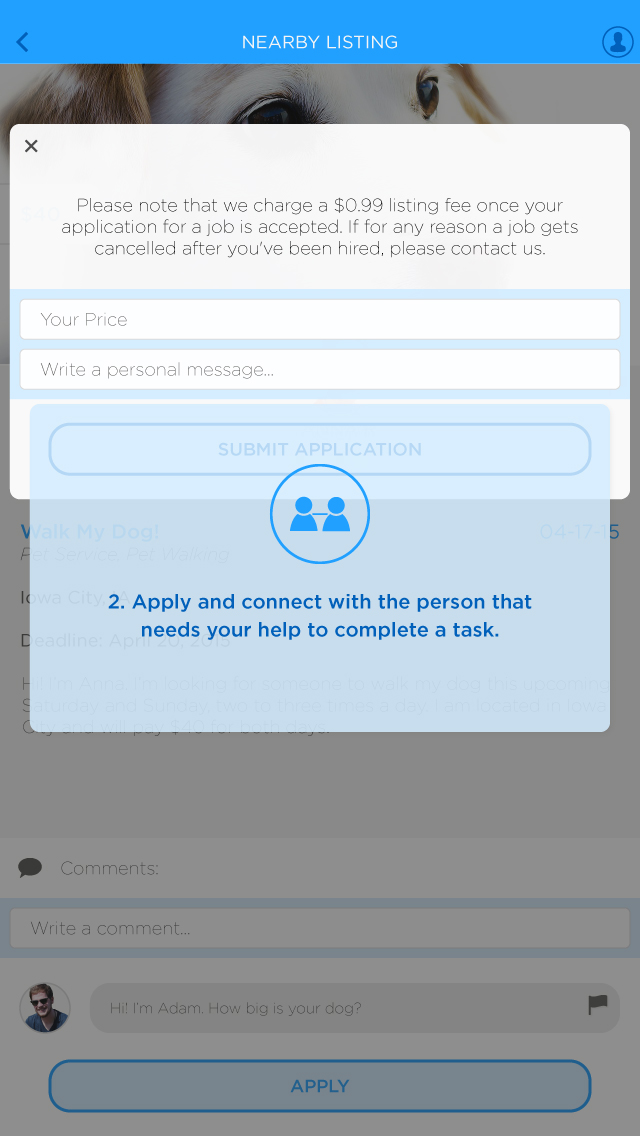 NEARBY LISTING
$40
Please note that we charge a $0.99 listing fee once your
application for a job is accepted. If for any reason a job gets
cancelled after you've been hired, please contact us.
Your Price
Write a personal message...
SUBMIT APPLICATION
Walk My Dog!
04-17-15
Pet Service, Pet Walking
Iowa City, IA
2. Apply and connect with the person that
needs your help to complete a task.
Deadline: April 20, 2015
Hi! I'm Anna! I'm looking for someone to walk my dog this upcoming
Saturday and Sunday, two to three times a day. I am located in Iowa
City and will pay $40 for both days.
Comments:
Write a comment...
Hi! I'm Adam. How big is your dog?
APPLY